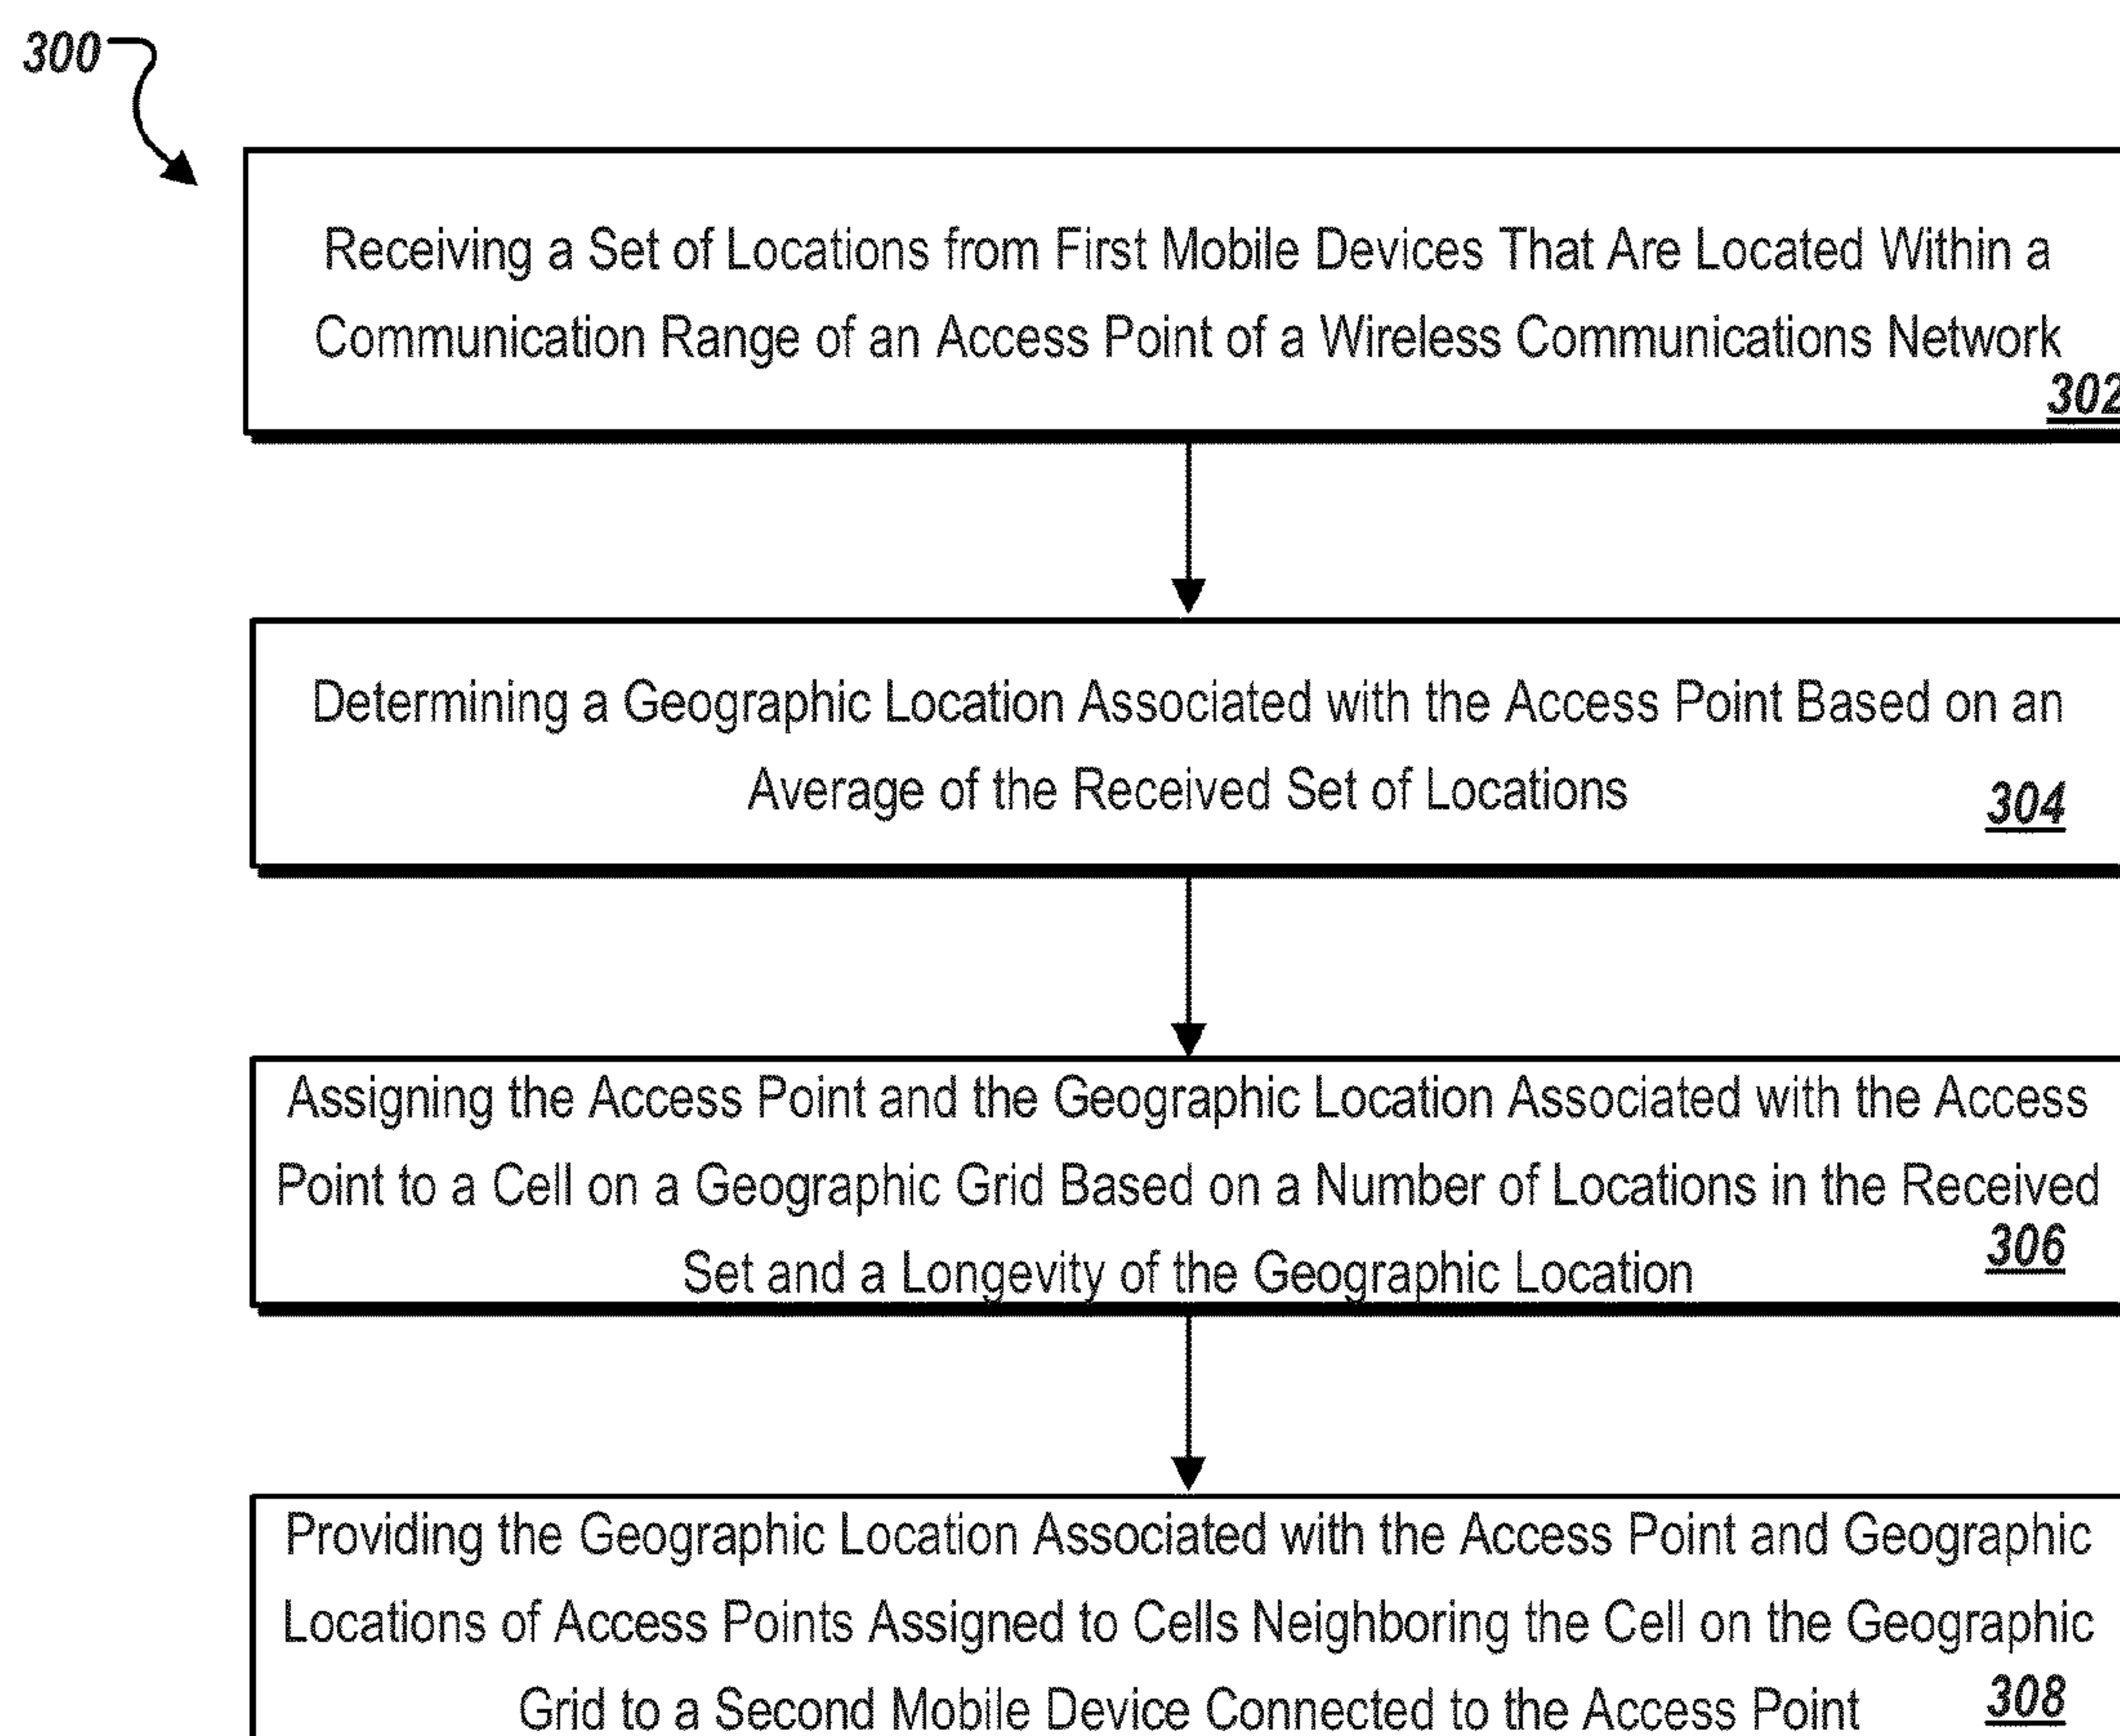 300
Receiving a Set of Locations from First Mobile Devices That Are Located Within a
Communication Range of an Access Point of a Wireless Communications Network
302
Determining a Geographic Location Associated with the Access Point Based on an
Average of the Received Set of Locations
304
Assigning the Access Point and the Geographic Location Associated with the Access
Point to a Cell on a Geographic Grid Based on a Number of Locations in the Received
Set and a Longevity of the Geographic Location
306
Providing the Geographic Location Associated with the Access Point and Geographic
Locations of Access Points Assigned to Cells Neighboring the Cell on the Geographic
Grid to a Second Mobile Device Connected to the Access Point
308